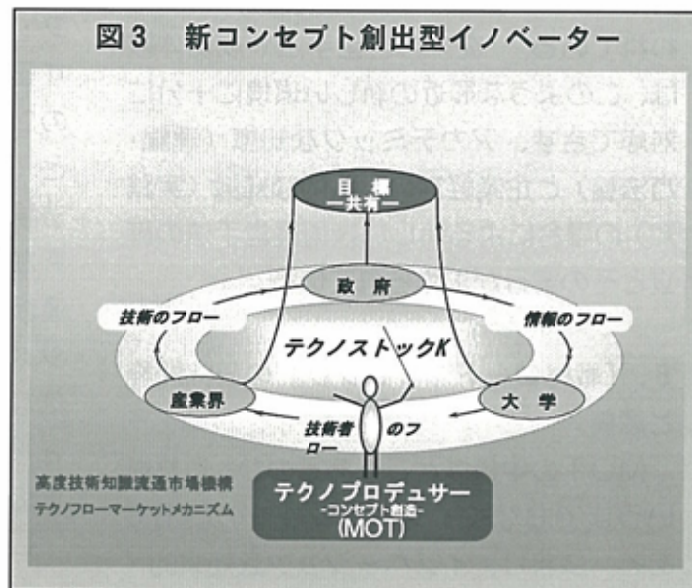 図3 新コンセプト創出型イノベーター
目標
―共有―
政府
技術のフロー
情報のフロー
テクノストックK
産業界
大学
技術者のフ
ロー
高度技術知識流通市場機構
テクノフローマーケットメカニズム
テクノプロデュサー
-コンセプト創造-
(MOT)